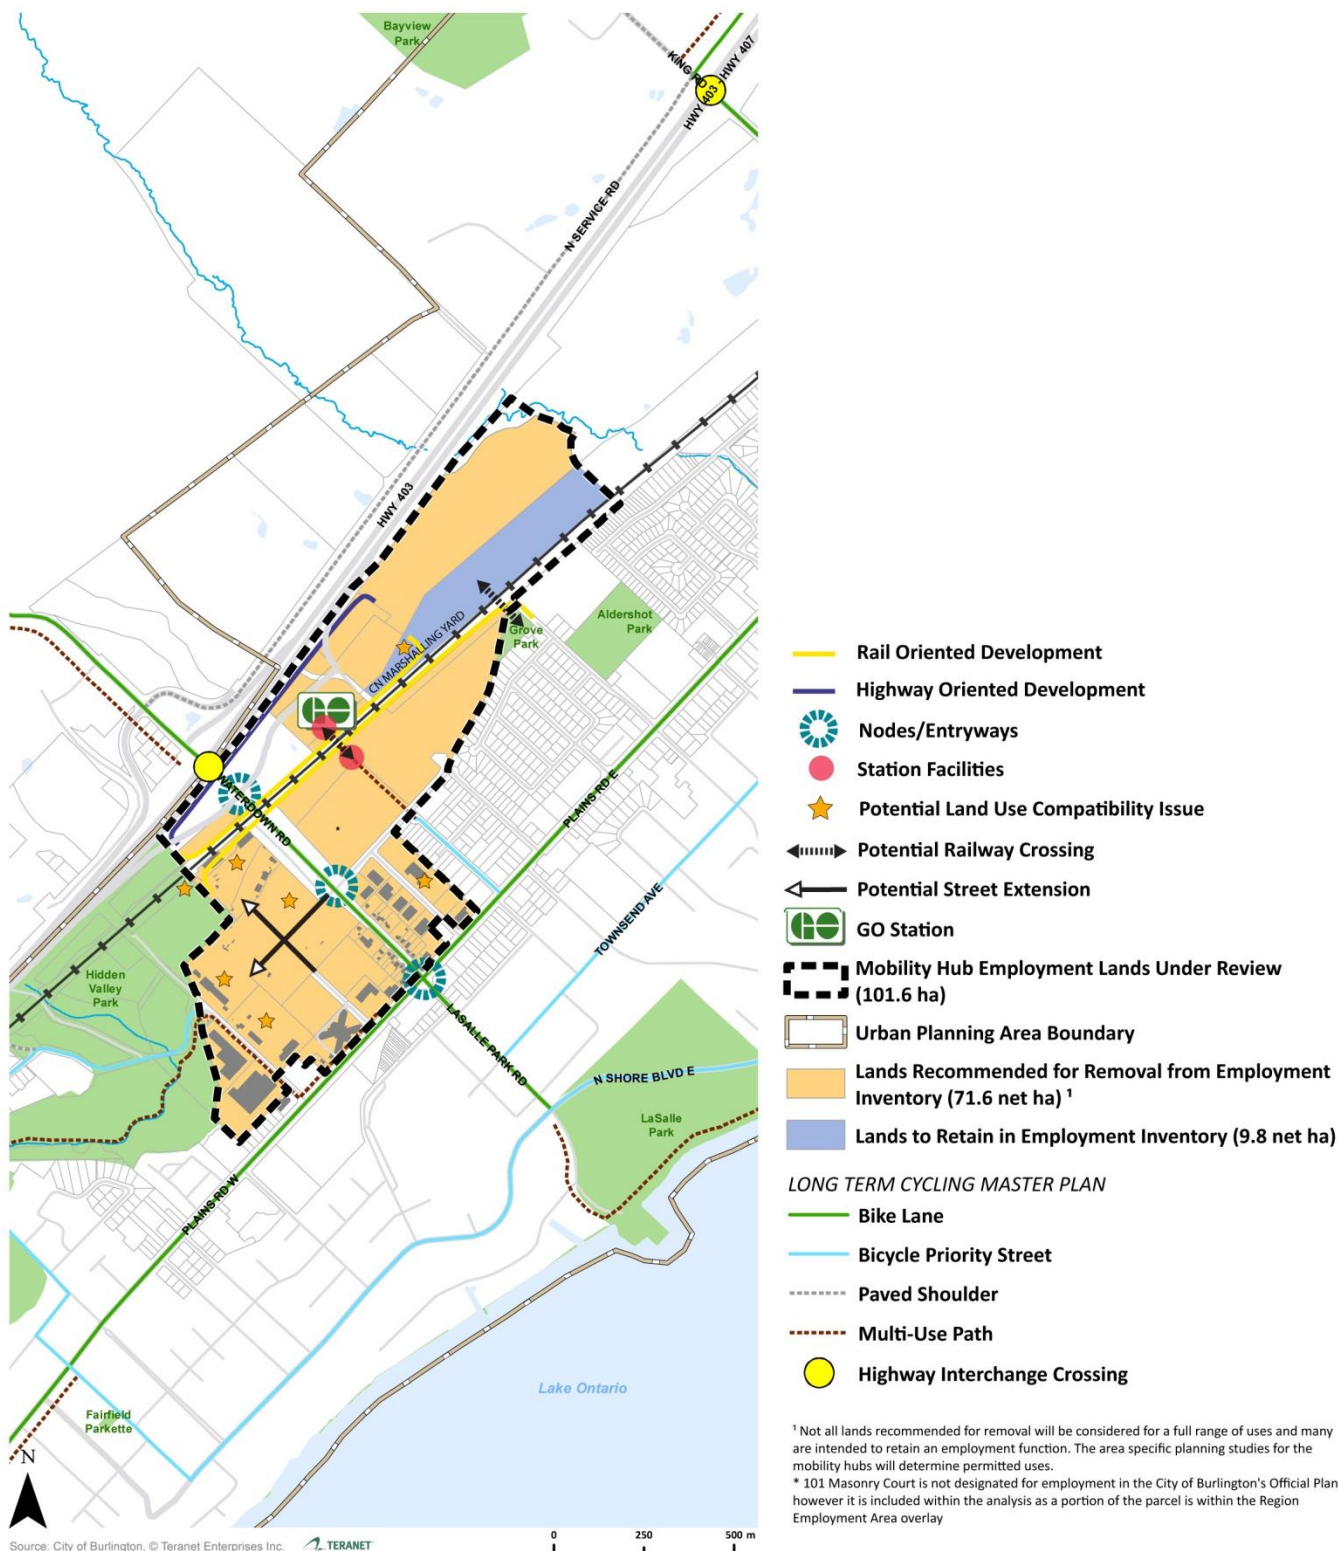 Bayview
Park
KING RD
HWY 403 - HWY 407
N SERVICE RD
HWY 403
Aldershot
Park
Grove
Park
CN MARSHALLING YARD
GO
WATERDOWN RD
PLAINS RD E
TOWNSEND AVE
*
Hidden
Valley
Park
LASALLE PARK RD
N SHORE BLVD E
LaSalle
Park
PLAINS RD W
Lake Ontario
Fairfield
Parkette
N
Source: City of Burlington. © Teranet Enterprises Inc.
TERANET
0 250 500 m
Rail Oriented Development
Highway Oriented Development
Nodes/Entryways
Station Facilities
Potential Land Use Compatibility Issue
Potential Railway Crossing
Potential Street Extension
GO
GO Station
Mobility Hub Employment Lands Under Review
(101.6 ha)
Urban Planning Area Boundary
Lands Recommended for Removal from Employment
Inventory (71.6 net ha) ¹
Lands to Retain in Employment Inventory (9.8 net ha)
LONG TERM CYCLING MASTER PLAN
Bike Lane
Bicycle Priority Street
Paved Shoulder
Multi-Use Path
Highway Interchange Crossing
¹ Not all lands recommended for removal will be considered for a full range of uses and many
are intended to retain an employment function. The area specific planning studies for the
mobility hubs will determine permitted uses.
* 101 Masonry Court is not designated for employment in the City of Burlington's Official Plan
however it is included within the analysis as a portion of the parcel is within the Region
Employment Area overlay